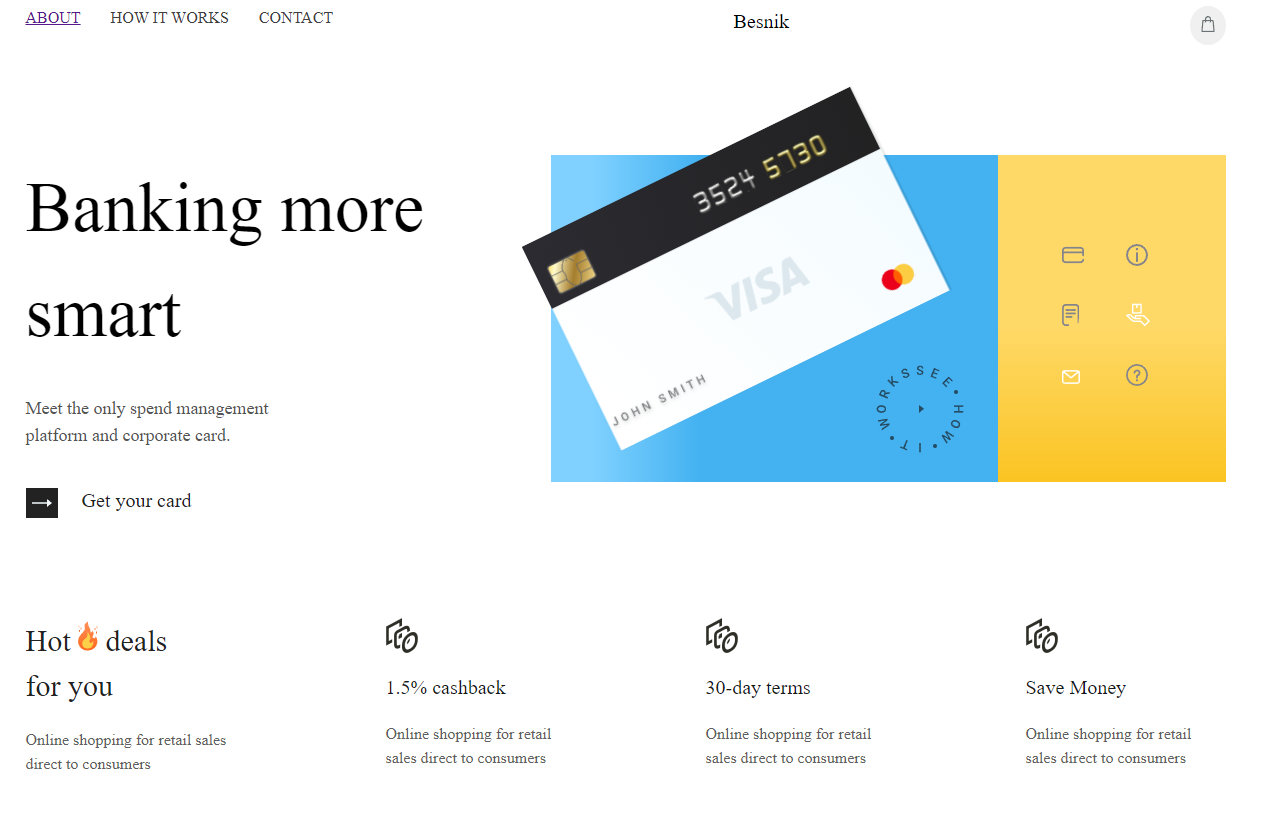 ABOUT HOW IT WORKS CONTACT
Besnik
Banking more
smart
Meet the only spend management
platform and corporate card.
Get your card
3524 5730
VISA
JOHN SMITH
SEE • HOW • IT • WORKS
Hot 🔥 deals
for you
Online shopping for retail sales
direct to consumers
1.5% cashback
Online shopping for retail
sales direct to consumers
30-day terms
Online shopping for retail
sales direct to consumers
Save Money
Online shopping for retail
sales direct to consumers